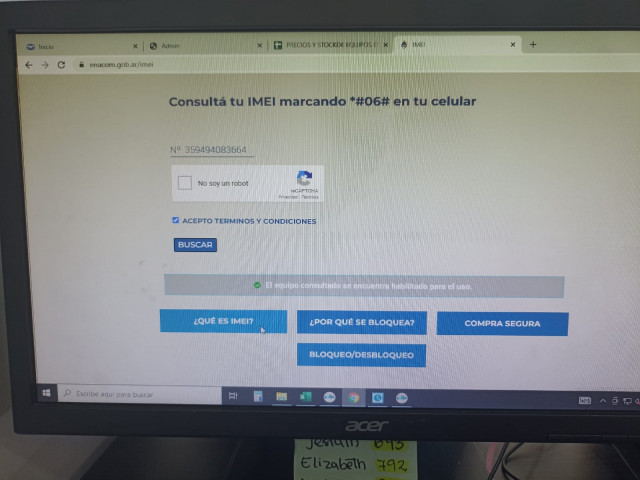 Inicio
Admin
PRECIOS Y STOCK DE EQUIPOS
IMEI
enacom.gob.ar/imei
Consultá tu IMEI marcando *#06# en tu celular
Nº 359494083664
No soy un robot
reCAPTCHA
Privacidad - Términos
ACEPTO TERMINOS Y CONDICIONES
BUSCAR
El equipo consultado se encuentra habilitado para el uso.
¿QUÉ ES IMEI?
¿POR QUÉ SE BLOQUEA?
COMPRA SEGURA
BLOQUEO/DESBLOQUEO
Escribe aquí para buscar
acer
Elizabeth 792